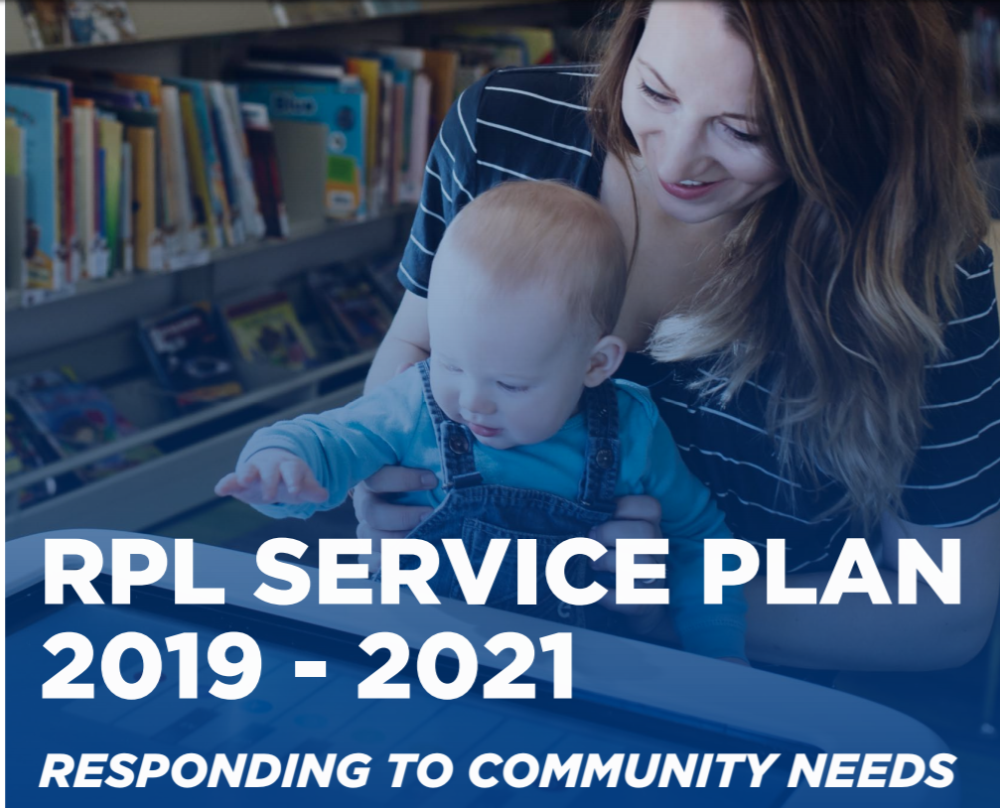 RPL SERVICE PLAN
2019 - 2021
RESPONDING TO COMMUNITY NEEDS